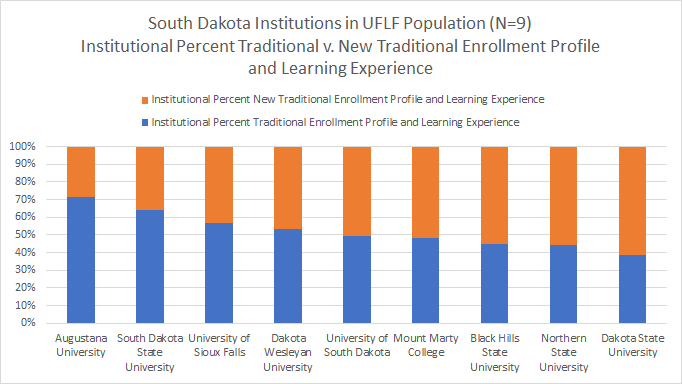 South Dakota Institutions in UFLF Population (N=9)
Institutional Percent Traditional v. New Traditional Enrollment Profile
and Learning Experience
Institutional Percent New Traditional Enrollment Profile and Learning Experience
Institutional Percent Traditional Enrollment Profile and Learning Experience
100%
90%
80%
70%
60%
50%
40%
30%
20%
10%
0%
Augustana
University
South Dakota
State
University
University of
Sioux Falls
Dakota
Wesleyan
University
University of
South Dakota
Mount Marty
College
Black Hills
State
University
Northern
State
University
Dakota State
University